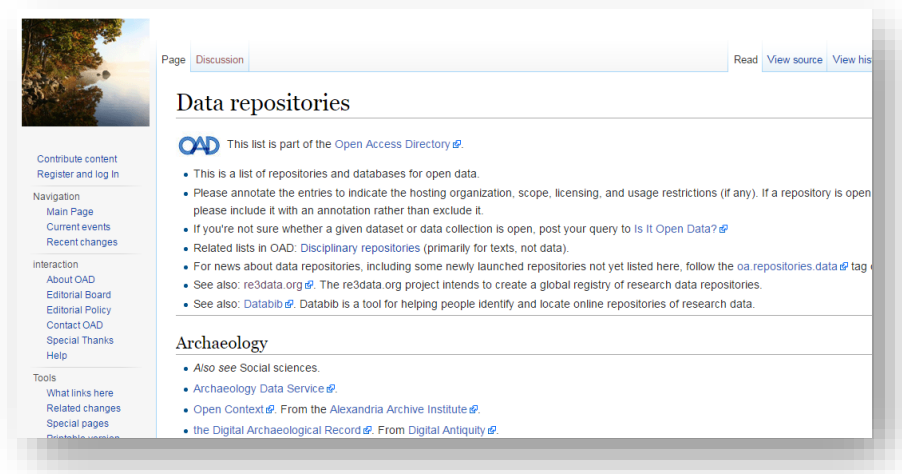 Page Discussion Read View source View his
Data repositories
OAD This list is part of the Open Access Directory.
This is a list of repositories and databases for open data.
Please annotate the entries to indicate the hosting organization, scope, licensing, and usage restrictions (if any). If a repository is open
please include it with an annotation rather than exclude it.
If you're not sure whether a given dataset or data collection is open, post your query to Is It Open Data?
Related lists in OAD: Disciplinary repositories (primarily for texts, not data).
For news about data repositories, including some newly launched repositories not yet listed here, follow the oa.repositories.data tag
See also: re3data.org. The re3data.org project intends to create a global registry of research data repositories.
See also: Databib. Databib is a tool for helping people identify and locate online repositories of research data.
Archaeology
Also see Social sciences.
Archaeology Data Service.
Open Context. From the Alexandria Archive Institute.
the Digital Archaeological Record. From Digital Antiquity.
Contribute content
Register and log In
Navigation
Main Page
Current events
Recent changes
interaction
About OAD
Editorial Board
Editorial Policy
Contact OAD
Special Thanks
Help
Tools
What links here
Related changes
Special pages
Printable version